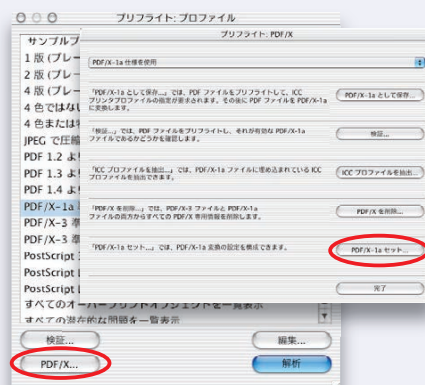 プリフライト: プロファイル
サンプルプ
1 版 (プレー
2 版 (プレー
4 版 (プレー
4 色ではな
4 色または
JPEG で圧縮
PDF 1.2 よ
PDF 1.3 よ
PDF 1.4 よ
PDF/X-1a 準
PDF/X-3 準
PDF/X-3 準
PostScript
PostScript
PostScript
すべてのオーバープリントオブジェクトを一覧表示
すべての潜在的な問題を一覧表示
検証...
編集...
PDF/X...
解析
プリフライト: PDF/X
PDF/X-1a 仕様を使用
「PDF/X-1a として保存...」では、PDF ファイルをプリフライトして、ICC
プリンタプロファイルの指定が要求されます。その後に PDF ファイルを PDF/X-1a
に変換します。
PDF/X-1a として保存...
「検証...」では、PDF ファイルをプリフライトし、それが有効な PDF/X-1a
ファイルであるかどうかを確認します。
検証...
「ICC プロファイルを抽出...」では、PDF/X-1a ファイルに埋め込まれている ICC
プロファイルを抽出できます。
ICC プロファイルを抽出...
「PDF/X を削除...」では、PDF/X-3 ファイルと PDF/X-1a
ファイルの両方からすべての PDF/X 専用情報を削除します。
PDF/X を削除...
「PDF/X-1a セット...」では、PDF/X-1a 変換の設定を構成できます。
PDF/X-1a セット...
完了